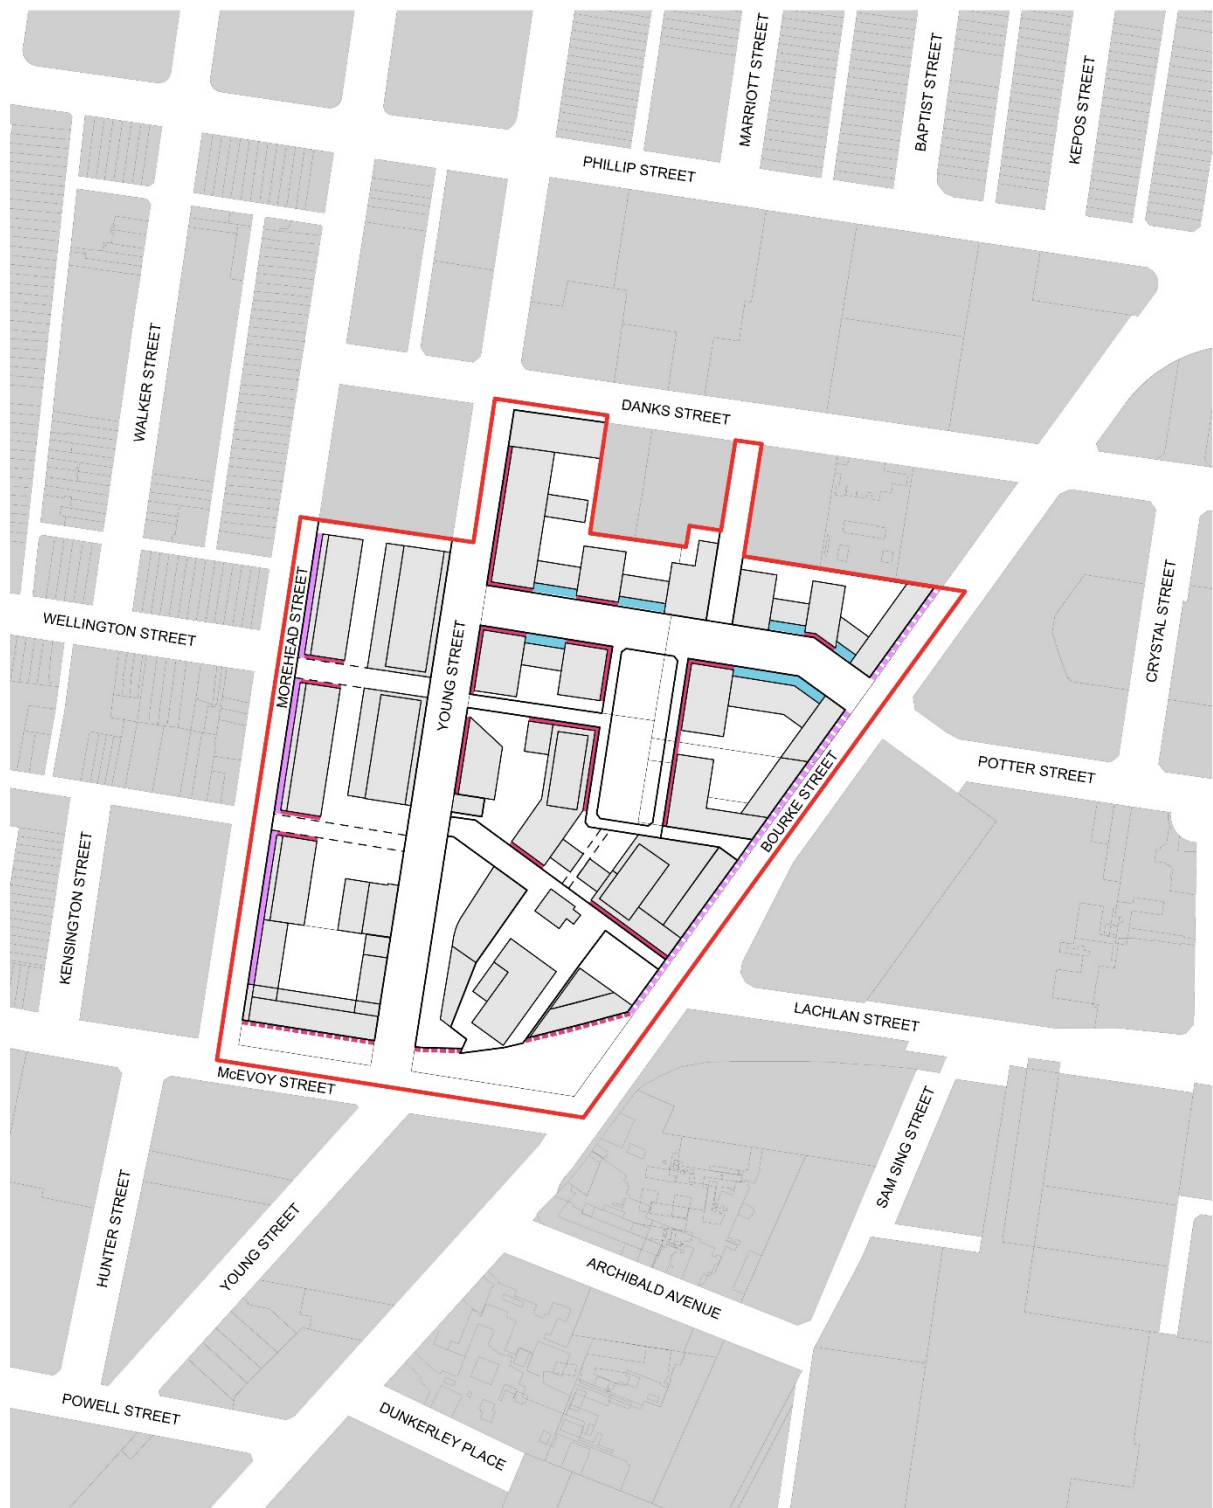 MARRIOTT STREET
BAPTIST STREET
KEPOS STREET
PHILLIP STREET
WALKER STREET
DANKS STREET
CRYSTAL STREET
WELLINGTON STREET
MOREHEAD STREET
YOUNG STREET
POTTER STREET
BOURKE STREET
KENSINGTON STREET
LACHLAN STREET
McEVOY STREET
SAM SING STREET
HUNTER STREET
YOUNG STREET
ARCHIBALD AVENUE
POWELL STREET
DUNKERLEY PLACE